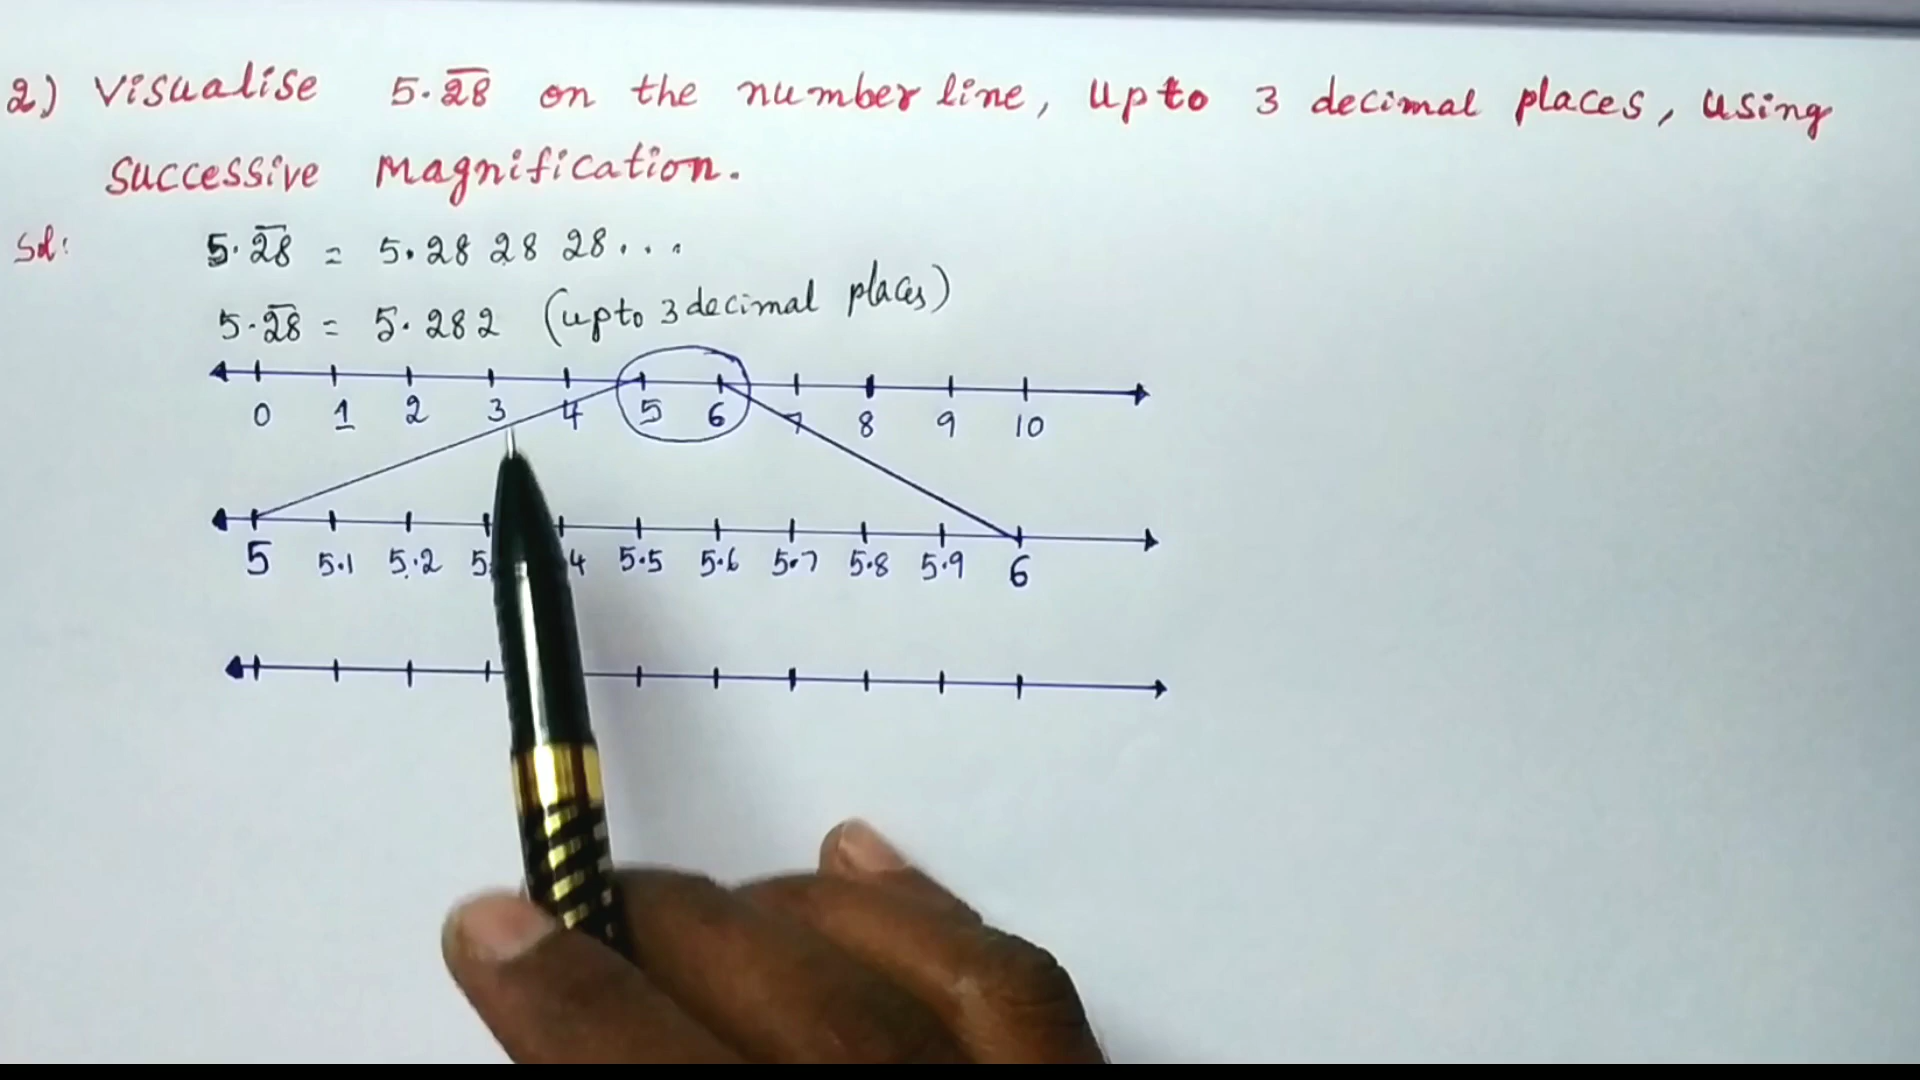 2) Visualise 5.2̅8̅ on the number line, upto 3 decimal places, using
successive magnification.
Sol: 5.2̅8̅ = 5.28 28 28...
5.2̅8̅ = 5.282 (upto 3 decimal places)
0 1 2 3 4 5 6 7 8 9 10
5 5.1 5.2 5. 4 5.5 5.6 5.7 5.8 5.9 6